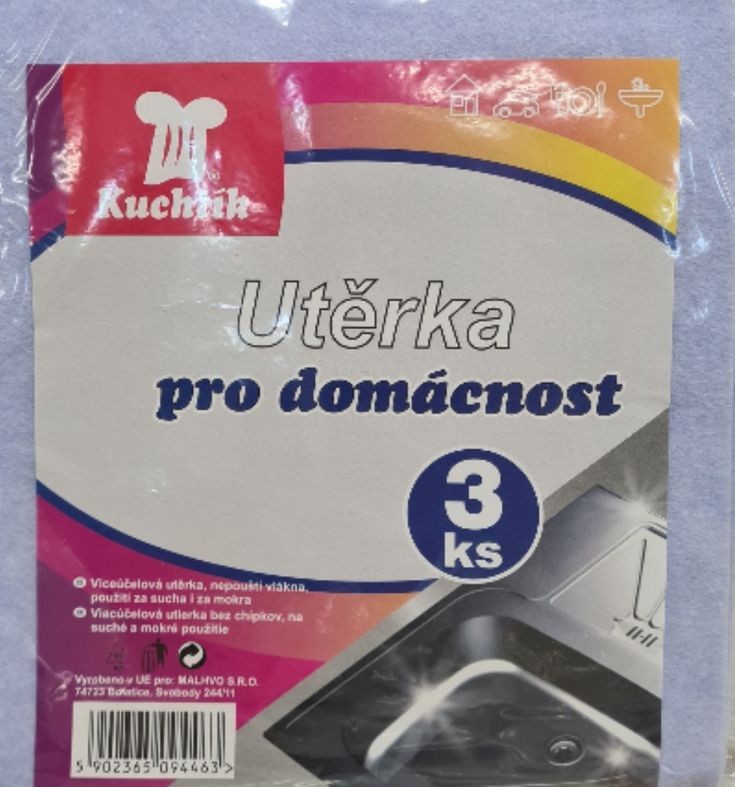 Kuchtík
Utěrka
pro domácnost
3
ks
Víceúčelová utěrka, nepouští vlákna,
použití za sucha i za mokra
Viacúčelová utierka bez chĺpkov, na
suché a mokré použitie
Vyrobeno v UE pro: MALHVO S.R.O.
74723 Bolatice, Svobody 244/11
5 902365 094463 >